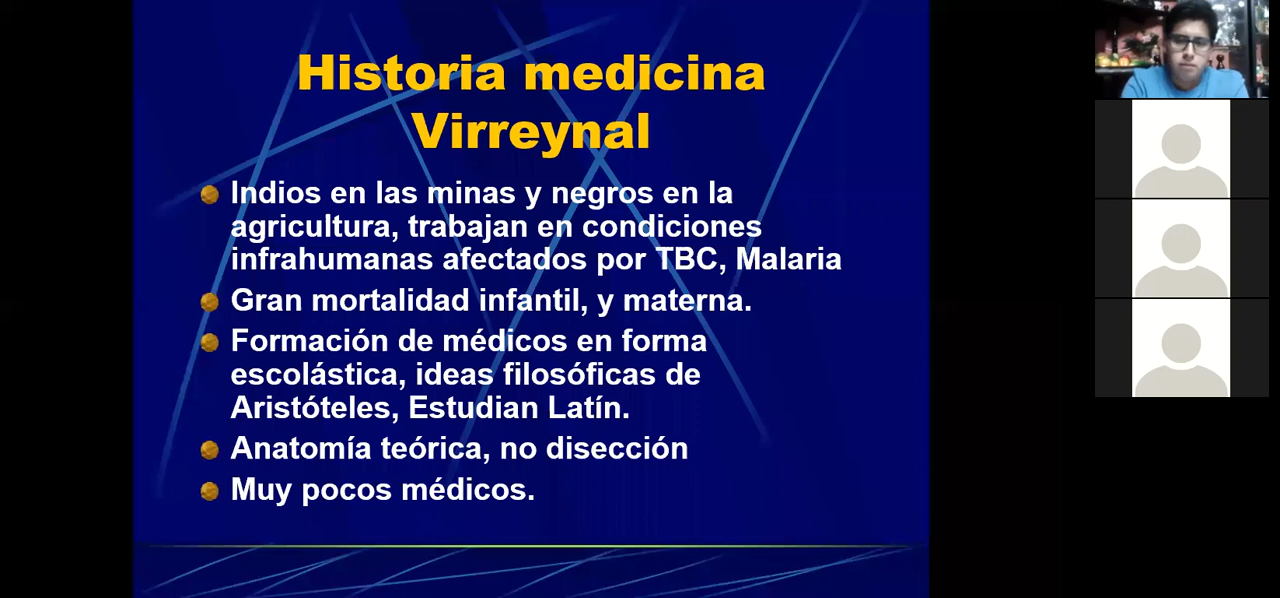 Historia medicina
Virreynal
Indios en las minas y negros en la
agricultura, trabajan en condiciones
infrahumanas afectados por TBC, Malaria
Gran mortalidad infantil, y materna.
Formación de médicos en forma
escolástica, ideas filosóficas de
Aristóteles, Estudian Latín.
Anatomía teórica, no disección
Muy pocos médicos.